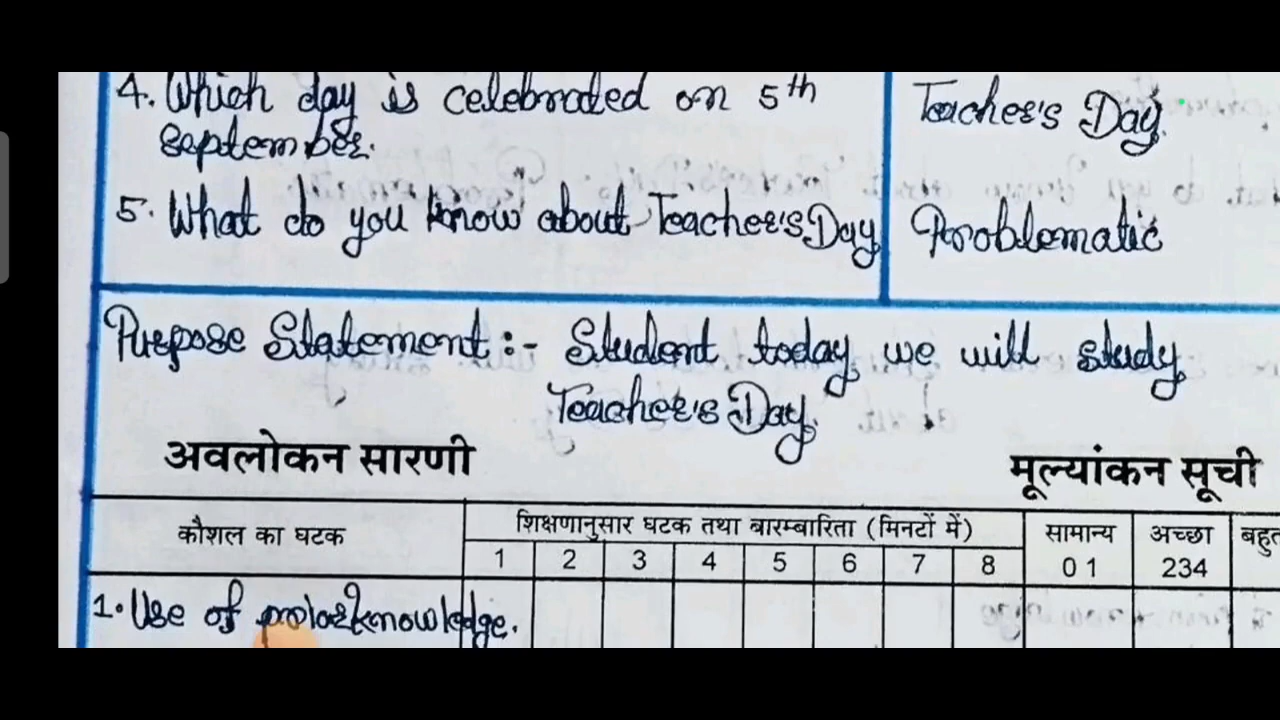 4. Which day is celebrated on 5th
Teacher's Day.
september.
5. What do you know about Teacher's Day
Problematic
Purpose Statement :- Student today we will study
Teacher's Day.
अवलोकन सारणी
मूल्यांकन सूची
कौशल का घटक
शिक्षणानुसार घटक तथा बारम्बारिता (मिनटों में)
सामान्य
अच्छा
बहुत
1 2 3 4 5 6 7 8
0 1
234
1. Use of prior knowledge.